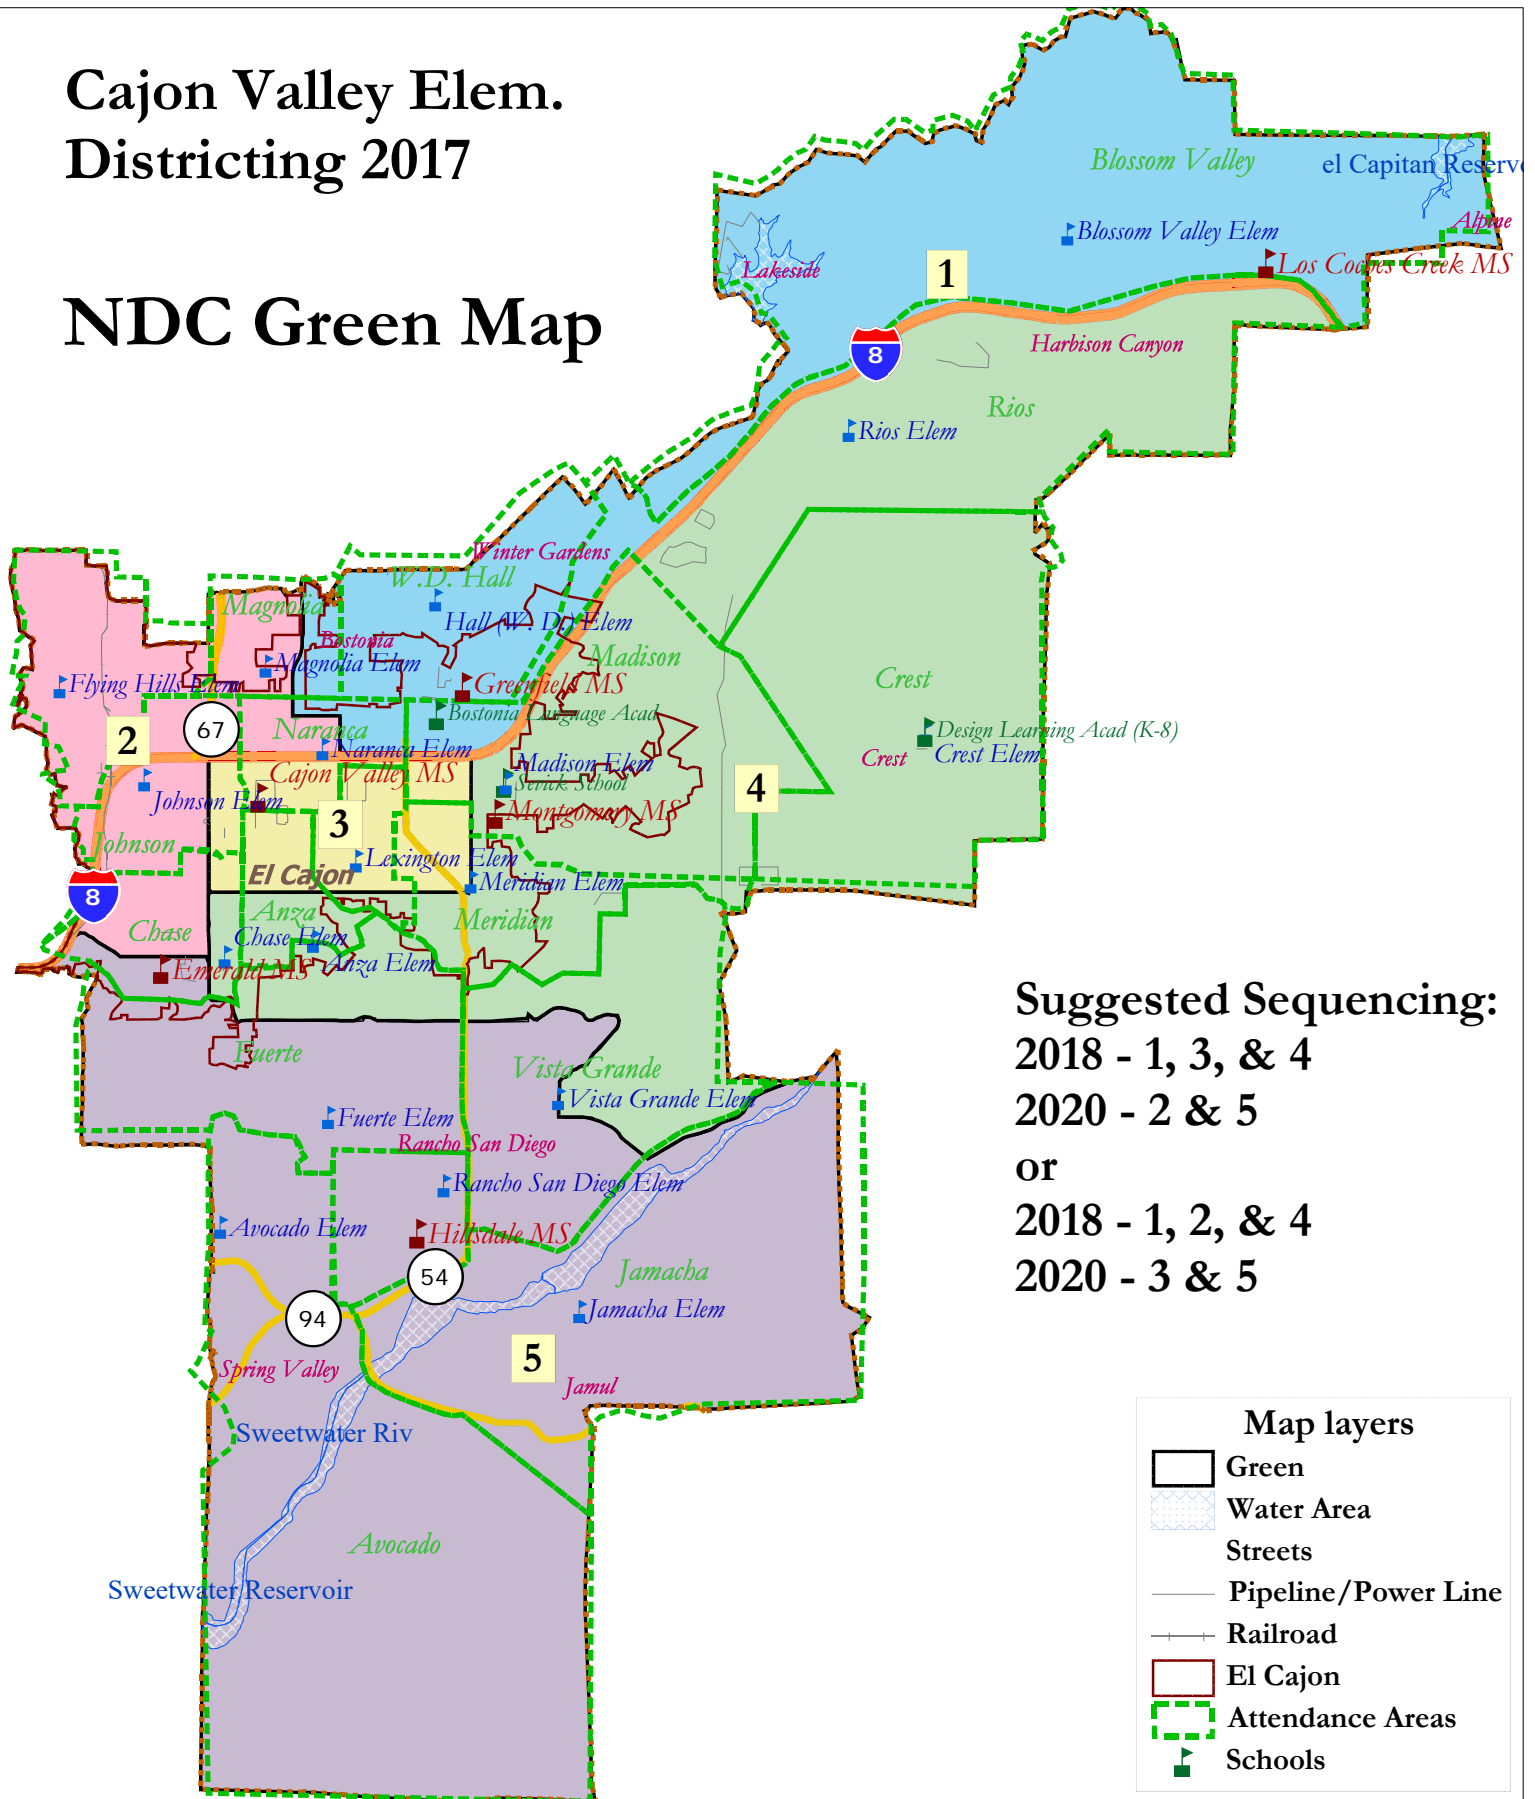 Cajon Valley Elem.
Districting 2017
NDC Green Map
Blossom Valley
el Capitan Reserv
Alpine
Blossom Valley Elem
Los Coches Creek MS
Lakeside
1
8
Harbison Canyon
Rios
Rios Elem
Winter Gardens
W.D. Hall
Magnolia
Hall (W. D.) Elem
Bostonia
Magnolia Elem
Madison
Flying Hills Elem
Greenfield MS
Crest
Bostonia Language Acad
67
Naranca
Design Learning Acad (K-8)
2
Naranca Elem
Crest
Crest Elem
Cajon Valley MS
Madison Elem
Sevick School
4
Johnson Elem
Montgomery MS
3
Johnson
Lexington Elem
El Cajon
Meridian Elem
8
Anza
Meridian
Chase
Chase Elem
Anza Elem
Emerald MS
Suggested Sequencing:
2018 - 1, 3, & 4
2020 - 2 & 5
or
2018 - 1, 2, & 4
2020 - 3 & 5
Fuerte
Vista Grande
Vista Grande Elem
Fuerte Elem
Rancho San Diego
Rancho San Diego Elem
Avocado Elem
Hillsdale MS
54
Jamacha
Jamacha Elem
94
5
Spring Valley
Jamul
Sweetwater Riv
Avocado
Sweetwater Reservoir
Map layers
Green
Water Area
Streets
Pipeline/Power Line
Railroad
El Cajon
Attendance Areas
Schools